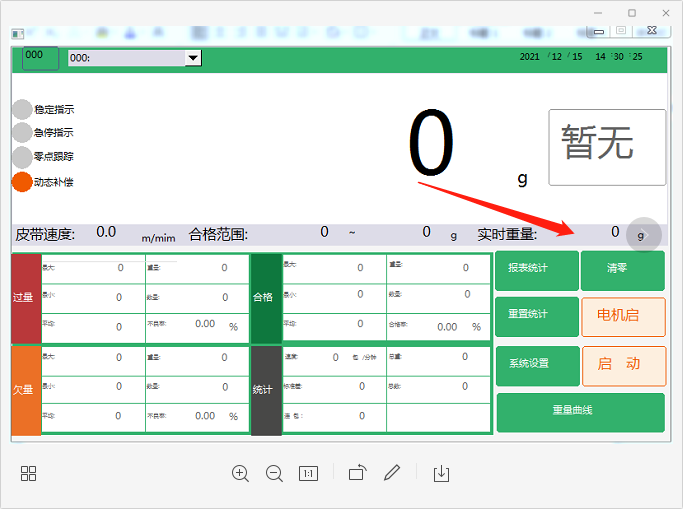 000
000:
2021 / 12 / 15 14 : 30 : 25
稳定指示
急停指示
零点跟踪
动态补偿
0
g
暂无
皮带速度: 0.0 m/mim 合格范围: 0 ~ 0 g 实时重量: 0 g
过量
最大: 0 重量: 0
最小: 0 数量: 0
平均: 0 不良率: 0.00 %
合格
最大: 0 重量: 0
最小: 0 数量: 0
平均: 0 合格率: 0.00 %
欠量
最大: 0 重量: 0
最小: 0 数量: 0
平均: 0 不良率: 0.00 %
统计
速度: 0 包 /分钟 总重: 0
标准量: 0 总数: 0
道 包: 0
报表统计 清零
重置统计 电机启
系统设置 启 动
重量曲线
1:1